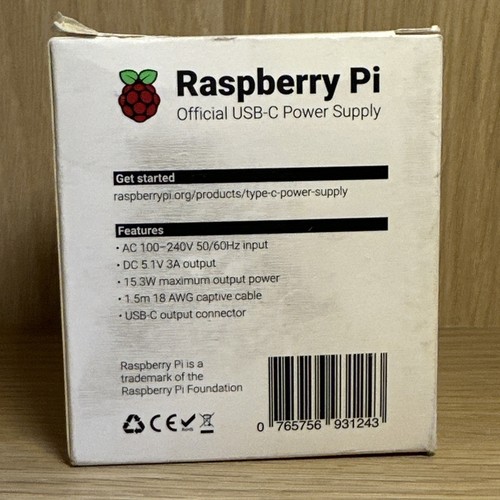 Raspberry Pi
Official USB-C Power Supply
Get started
raspberrypi.org/products/type-c-power-supply
Features
• AC 100–240V 50/60Hz input
• DC 5.1V 3A output
• 15.3W maximum output power
• 1.5m 18 AWG captive cable
• USB-C output connector
Raspberry Pi is a
trademark of the
Raspberry Pi Foundation
CE
0 765756 931243